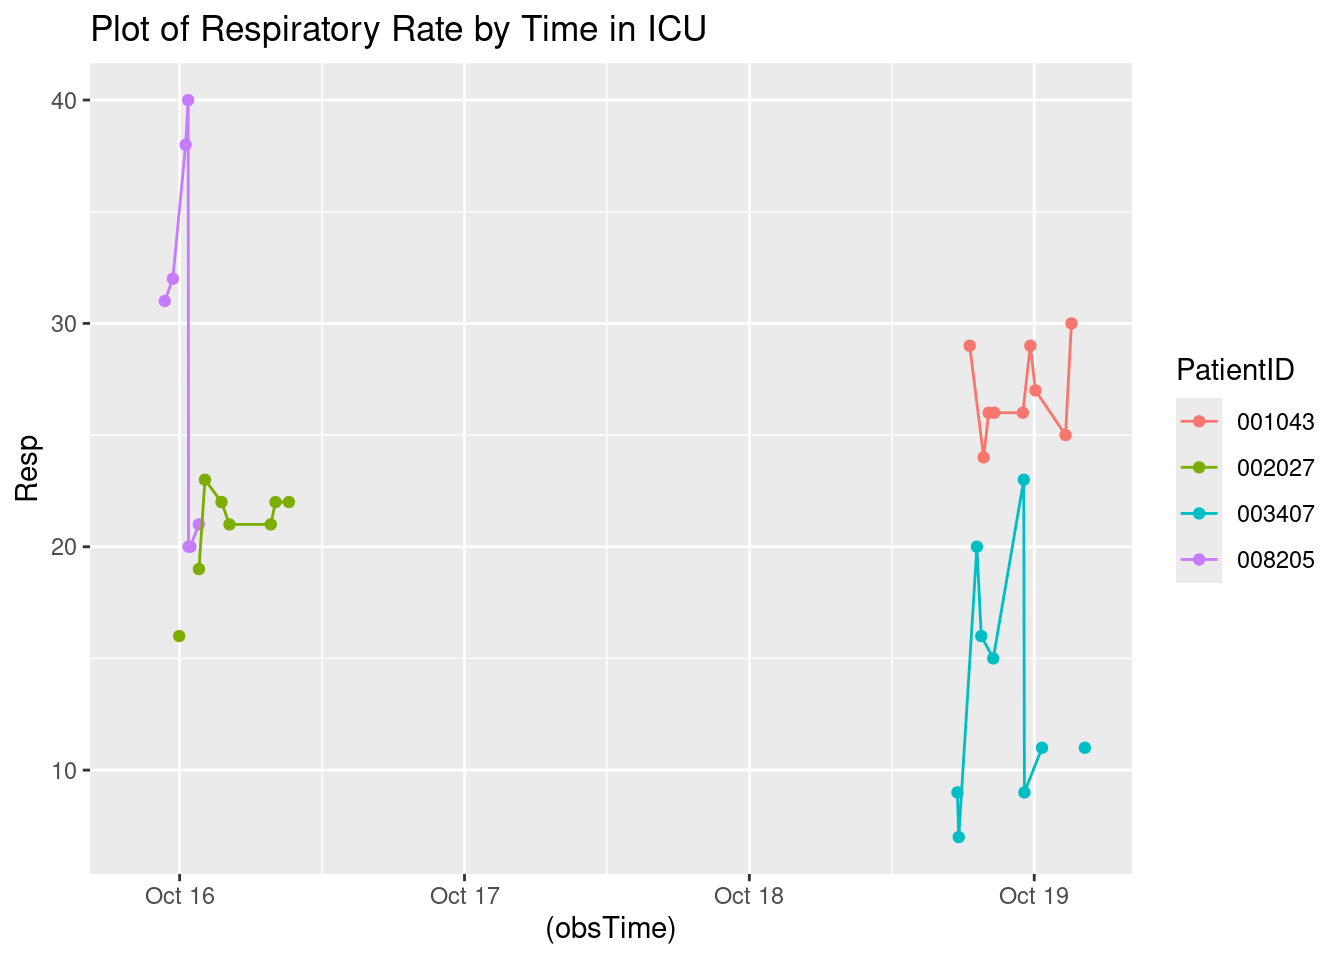 Plot of Respiratory Rate by Time in ICU
40
30
20
10
Resp
Oct 16
Oct 17
Oct 18
Oct 19
(obsTime)
PatientID
001043
002027
003407
008205